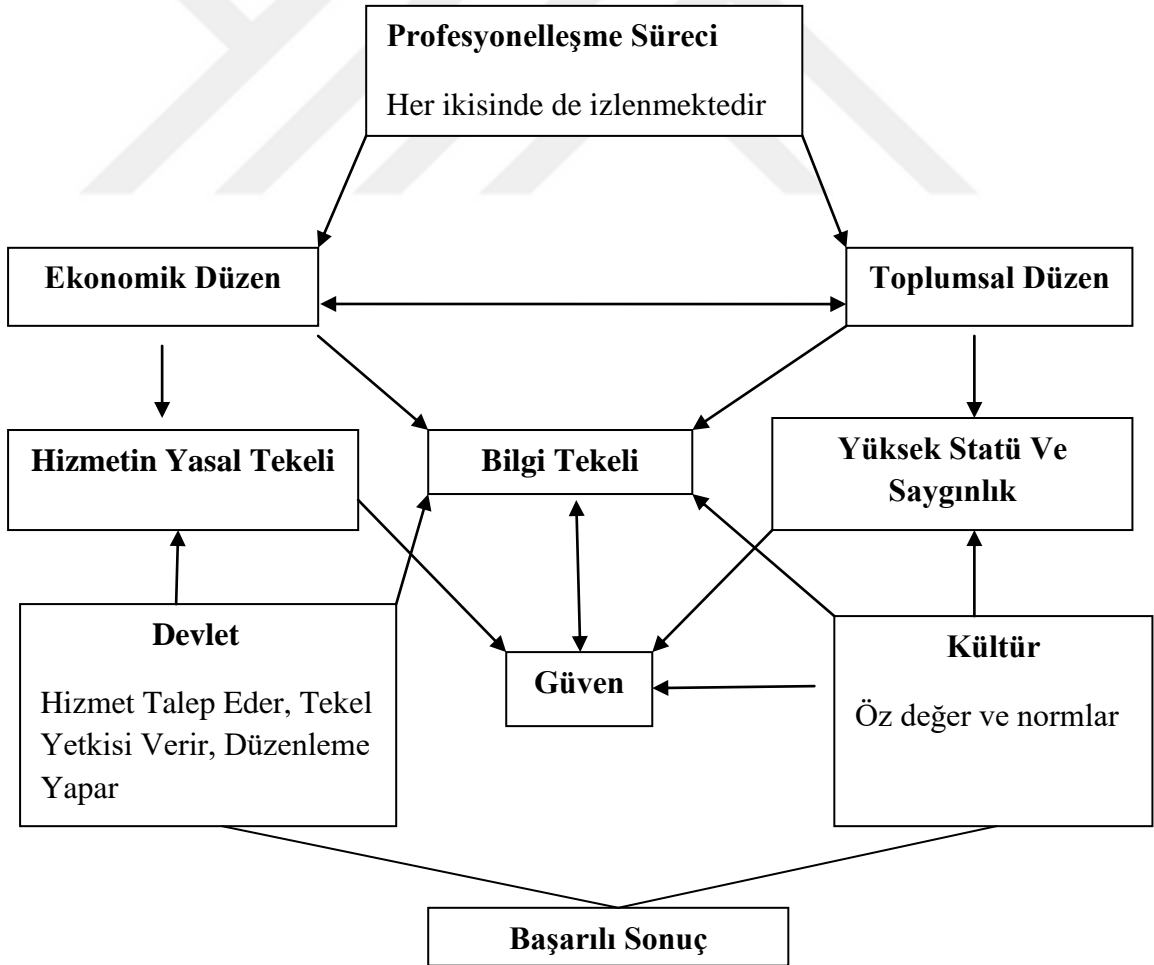 Profesyonelleşme Süreci
Her ikisinde de izlenmektedir
Ekonomik Düzen
Toplumsal Düzen
Hizmetin Yasal Tekeli
Bilgi Tekeli
Yüksek Statü Ve
Saygınlık
Devlet
Hizmet Talep Eder, Tekel
Yetkisi Verir, Düzenleme
Yapar
Güven
Kültür
Öz değer ve normlar
Başarılı Sonuç